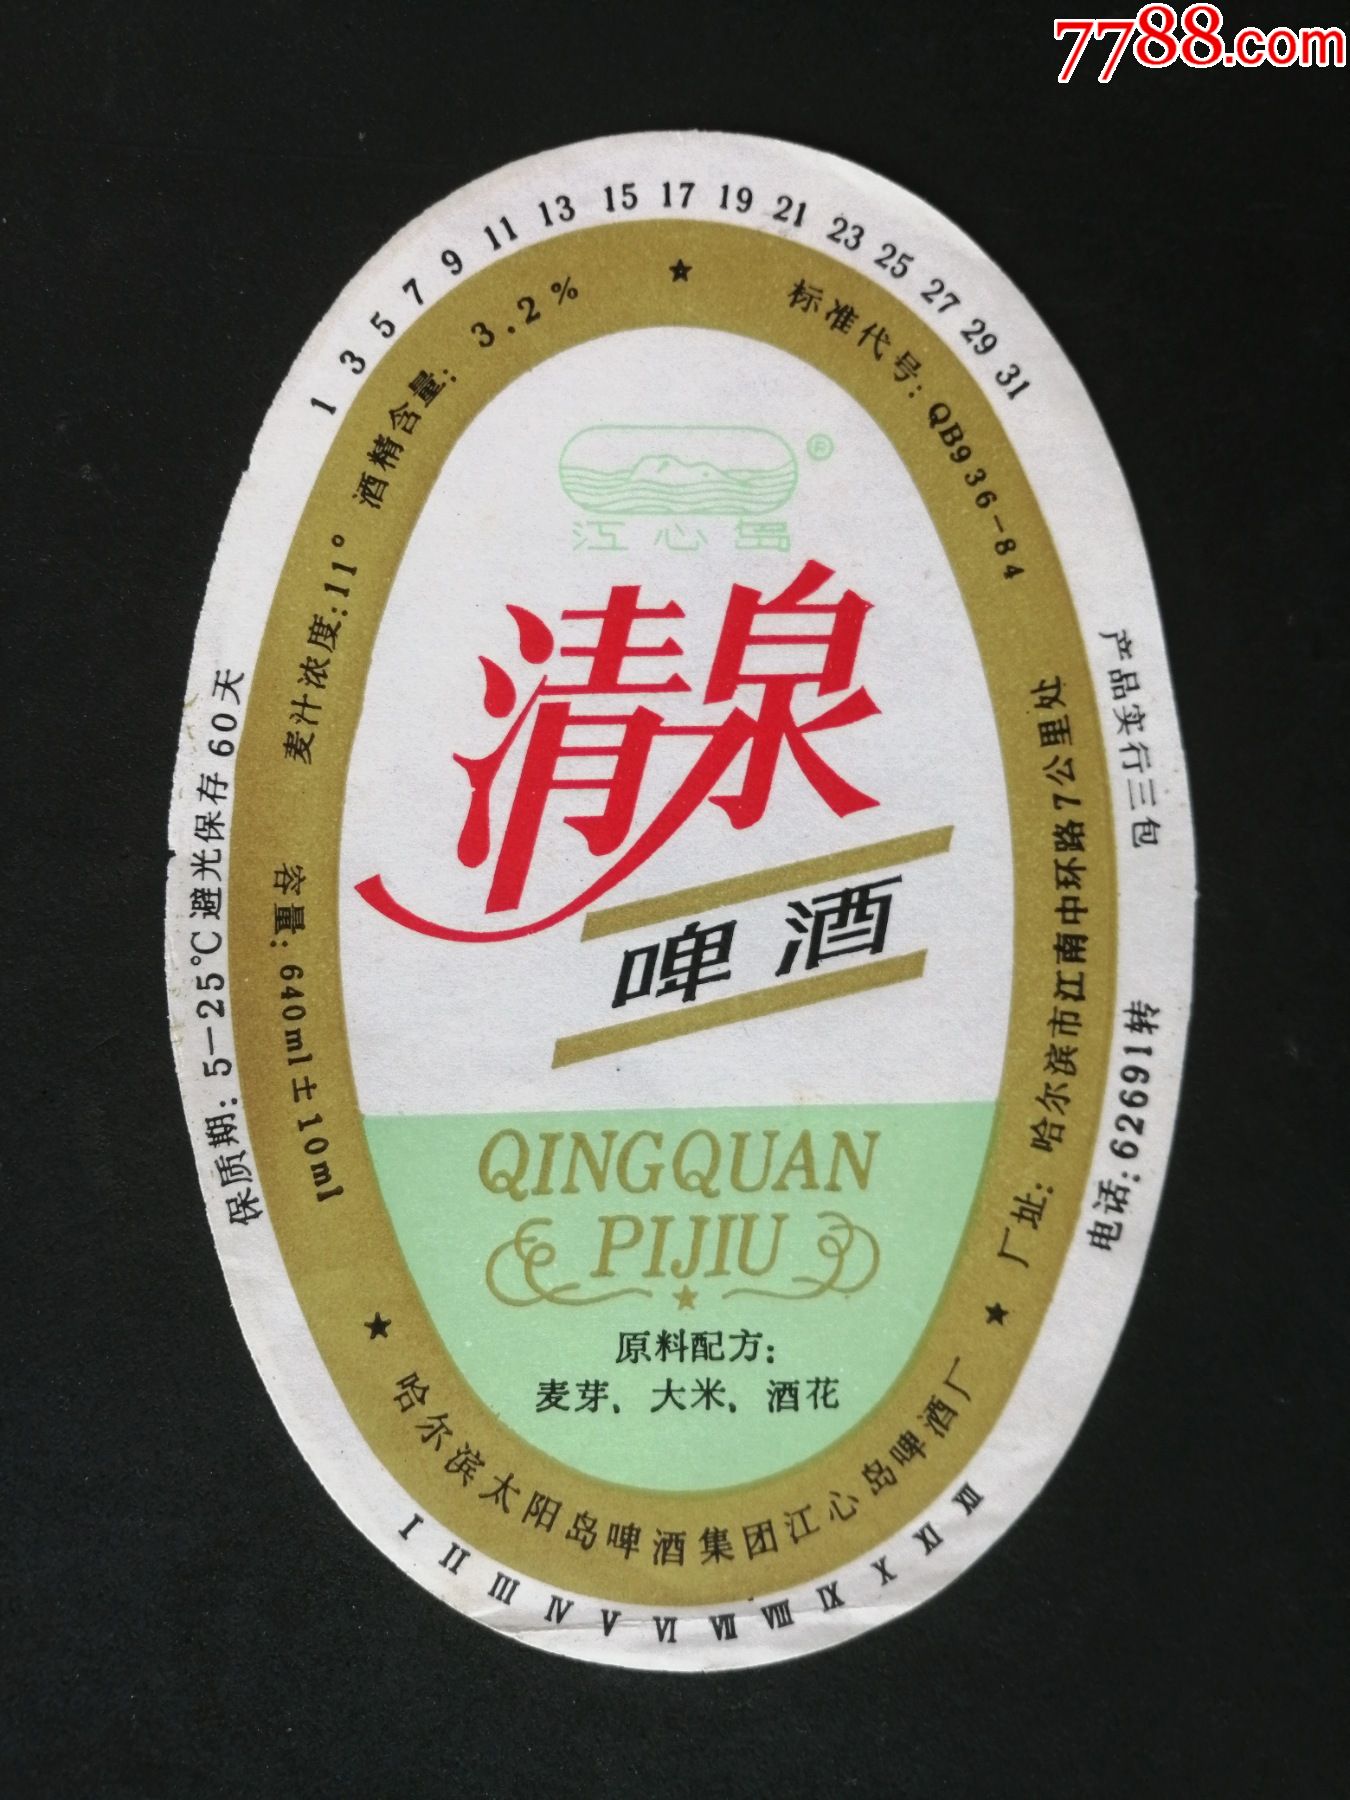 7788.com
1 3 5 7 9 11 13 15 17 19 21 23 25 27 29 31
麦汁浓度:11° 酒精含量: 3.2%
标准代号: QB936-84
江心岛
®
清泉
啤酒
QINGQUAN
PIJIU
原料配方:
麦芽、大米、酒花
容量:640ml±10ml
保质期: 5-25℃避光保存60天
厂址: 哈尔滨市江南中环路7公里处
产品实行三包
电话:62691转
哈尔滨太阳岛啤酒集团江心岛啤酒厂
I II III IV V VI VII VIII IX X XI XII